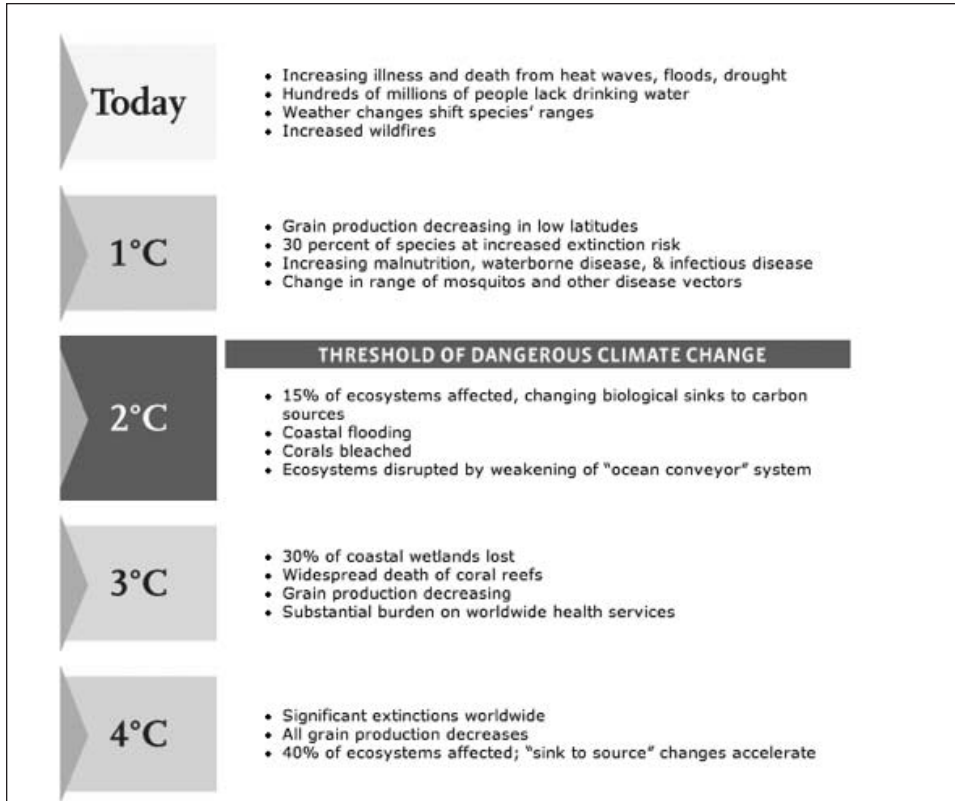 Today
• Increasing illness and death from heat waves, floods, drought
• Hundreds of millions of people lack drinking water
• Weather changes shift species’ ranges
• Increased wildfires
1°C
• Grain production decreasing in low latitudes
• 30 percent of species at increased extinction risk
• Increasing malnutrition, waterborne disease, & infectious disease
• Change in range of mosquitos and other disease vectors
THRESHOLD OF DANGEROUS CLIMATE CHANGE
2°C
• 15% of ecosystems affected, changing biological sinks to carbon
sources
• Coastal flooding
• Corals bleached
• Ecosystems disrupted by weakening of “ocean conveyor” system
3°C
• 30% of coastal wetlands lost
• Widespread death of coral reefs
• Grain production decreasing
• Substantial burden on worldwide health services
4°C
• Significant extinctions worldwide
• All grain production decreases
• 40% of ecosystems affected; “sink to source” changes accelerate